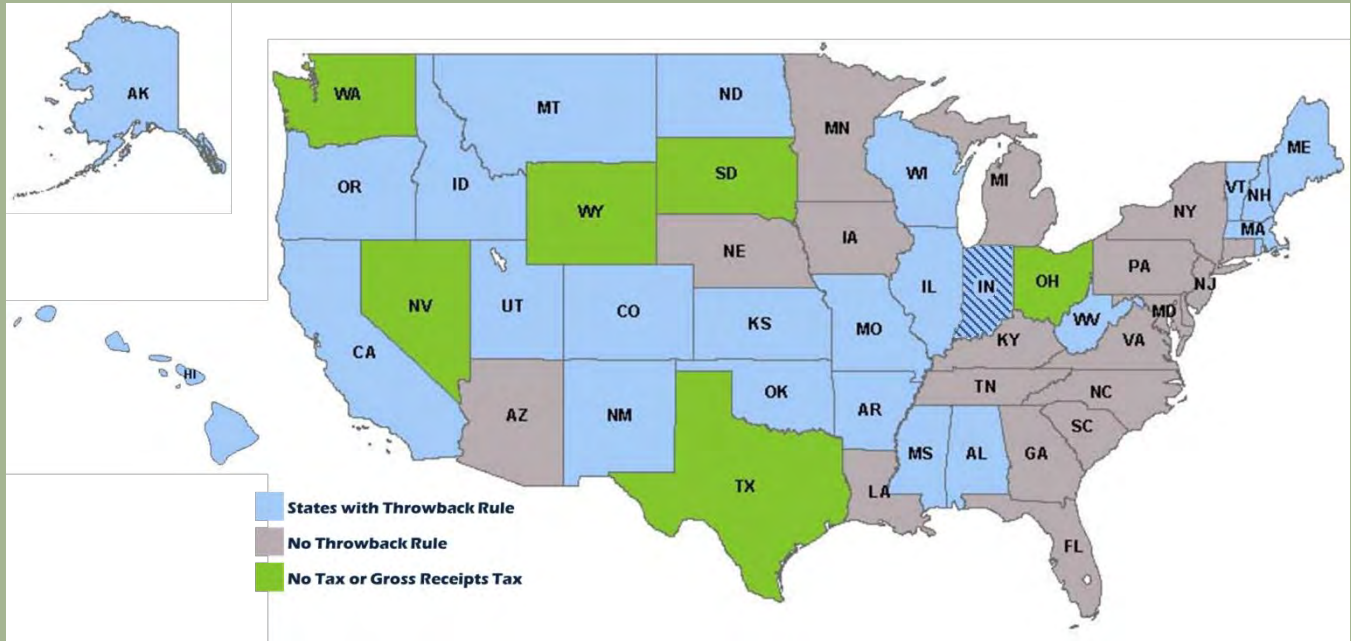 AK
WA
MT
ND
MN
ME
OR
ID
WY
SD
WI
MI
VT
NH
NY
MA
NE
IA
PA
NJ
NV
UT
CO
KS
MO
IL
IN
OH
WV
MD
VA
KY
CA
AZ
NM
OK
AR
TN
NC
SC
HI
TX
LA
MS
AL
GA
FL
States with Throwback Rule
No Throwback Rule
No Tax or Gross Receipts Tax